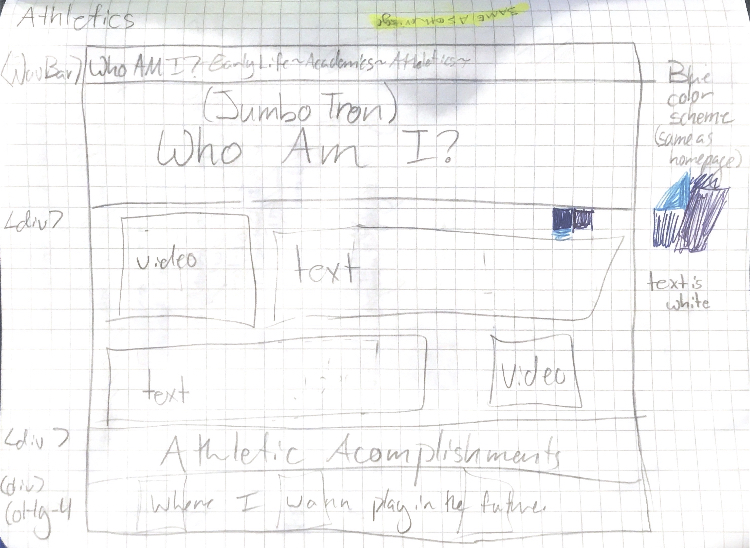 Athletics
(NavBar) Who AM I? Early Life ~ Academics ~ Athletics ~
(Jumbo Tron)
Who Am I?
Blue
color
scheme
(same as
homepage)
<div>
video
text
text is
white
text
video
<div>
Athletic Acomplishments
<div>
Col-lg-4
Where I wann play in the future.